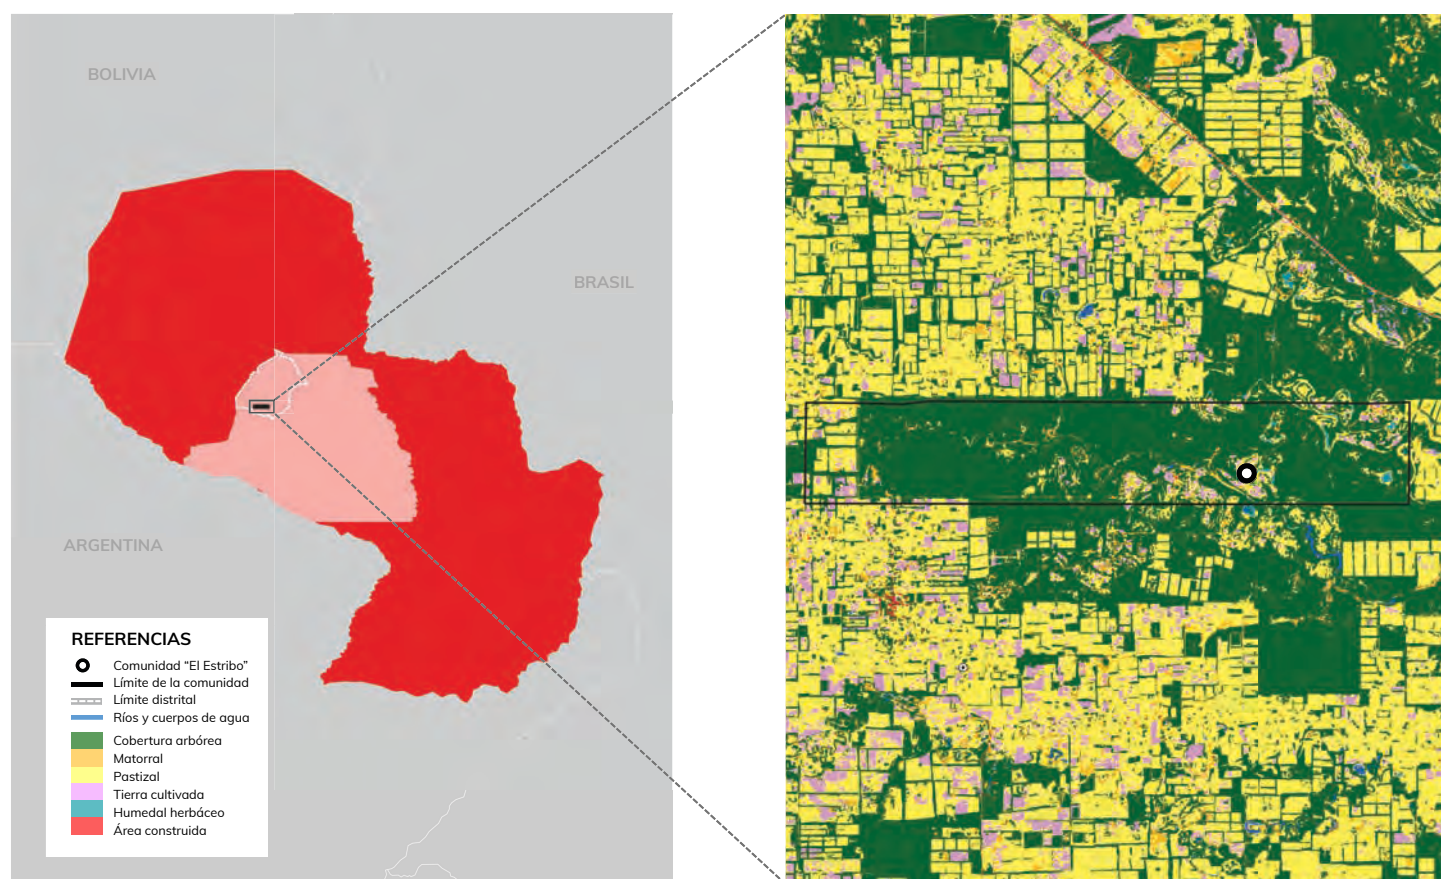 BOLIVIA
BRASIL
ARGENTINA
REFERENCIAS
Comunidad “El Estribo”
Límite de la comunidad
Límite distrital
Ríos y cuerpos de agua
Cobertura arbórea
Matorral
Pastizal
Tierra cultivada
Humedal herbáceo
Área construida